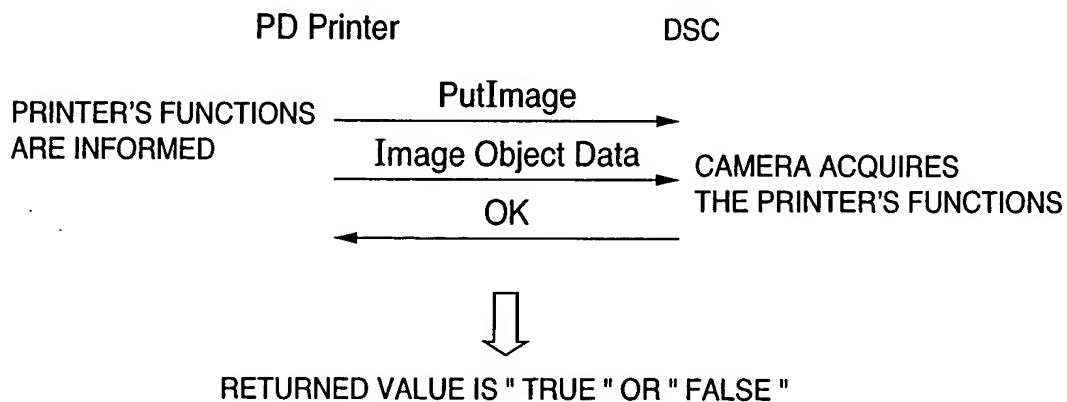 PD Printer DSC
PutImage
PRINTER'S FUNCTIONS
ARE INFORMED
Image Object Data
CAMERA ACQUIRES
THE PRINTER'S FUNCTIONS
OK
RETURNED VALUE IS " TRUE " OR " FALSE "